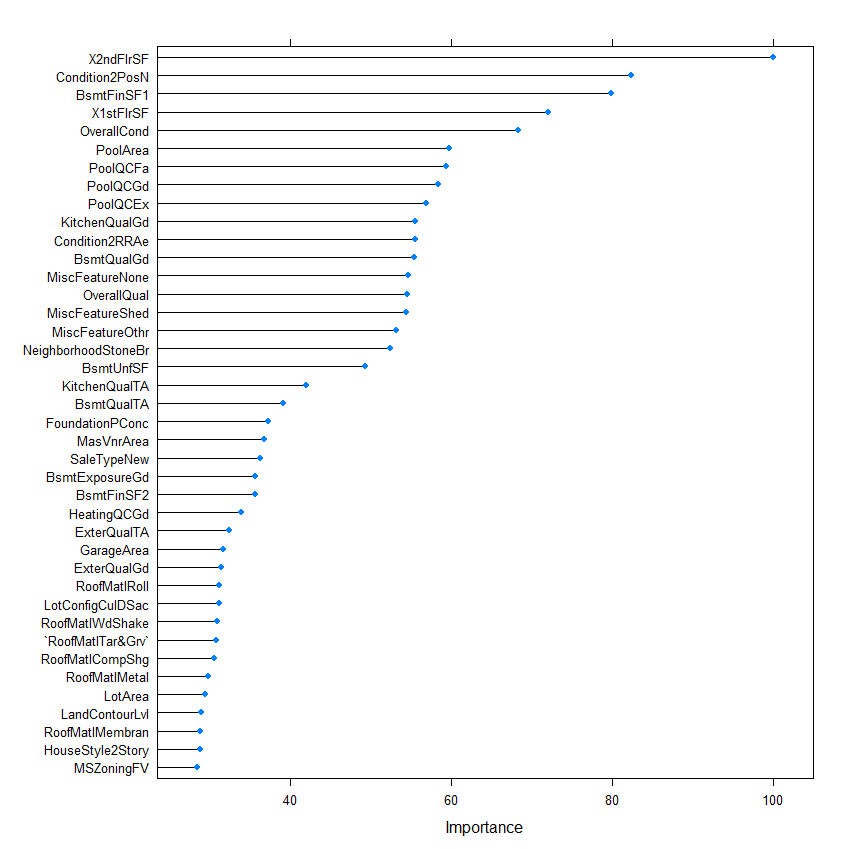 X2ndFlrSF
Condition2PosN
BsmtFinSF1
X1stFlrSF
OverallCond
PoolArea
PoolQCFa
PoolQCGd
PoolQCEx
KitchenQualGd
Condition2RRAe
BsmtQualGd
MiscFeatureNone
OverallQual
MiscFeatureShed
MiscFeatureOthr
NeighborhoodStoneBr
BsmtUnfSF
KitchenQualTA
BsmtQualTA
FoundationPConc
MasVnrArea
SaleTypeNew
BsmtExposureGd
BsmtFinSF2
HeatingQCGd
ExterQualTA
GarageArea
ExterQualGd
RoofMatlRoll
LotConfigCulDSac
RoofMatlWdShake
`RoofMatlTar&Grv`
RoofMatlCompShg
RoofMatlMetal
LotArea
LandContourLvl
RoofMatlMembran
HouseStyle2Story
MSZoningFV
40 60 80 100
Importance